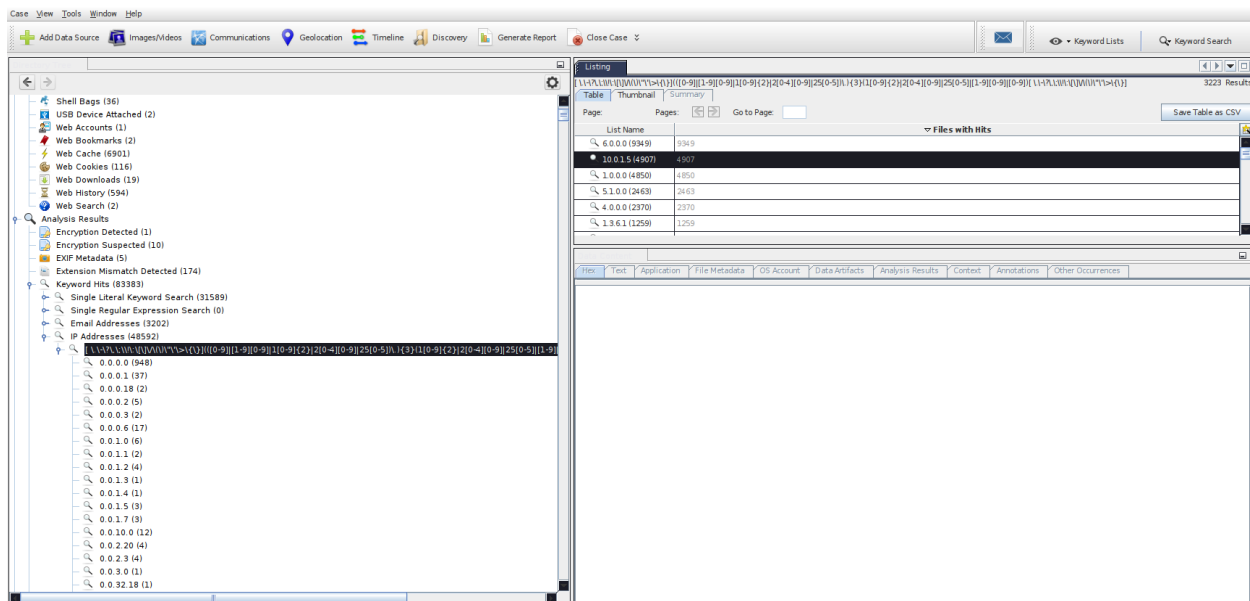 Case View Tools Window Help
Add Data Source Images/Videos Communications Geolocation Timeline Discovery Generate Report Close Case Keyword Lists Keyword Search
Shell Bags (36)
USB Device Attached (2)
Web Accounts (1)
Web Bookmarks (2)
Web Cache (6901)
Web Cookies (116)
Web Downloads (19)
Web History (594)
Web Search (2)
Analysis Results
Encryption Detected (1)
Encryption Suspected (10)
EXIF Metadata (5)
Extension Mismatch Detected (174)
Keyword Hits (83383)
Single Literal Keyword Search (31589)
Single Regular Expression Search (0)
Email Addresses (3202)
IP Addresses (48592)
0.0.0.0 (948)
0.0.0.1 (37)
0.0.0.18 (2)
0.0.0.2 (5)
0.0.0.3 (2)
0.0.0.6 (17)
0.0.1.0 (6)
0.0.1.1 (2)
0.0.1.2 (4)
0.0.1.3 (1)
0.0.1.4 (1)
0.0.1.5 (3)
0.0.1.7 (3)
0.0.10.0 (12)
0.0.2.20 (4)
0.0.2.3 (4)
0.0.3.0 (1)
0.0.32.18 (1)
Listing
3223 Results
Table Thumbnail Summary
Page: Pages: Go to Page: Save Table as CSV
List Name Files with Hits
6.0.0.0 (9349) 9349
10.0.1.5 (4907) 4907
1.0.0.0 (4850) 4850
5.1.0.0 (2463) 2463
4.0.0.0 (2370) 2370
1.3.6.1 (1259) 1259
Hex Text Application File Metadata OS Account Data Artifacts Analysis Results Context Annotations Other Occurrences